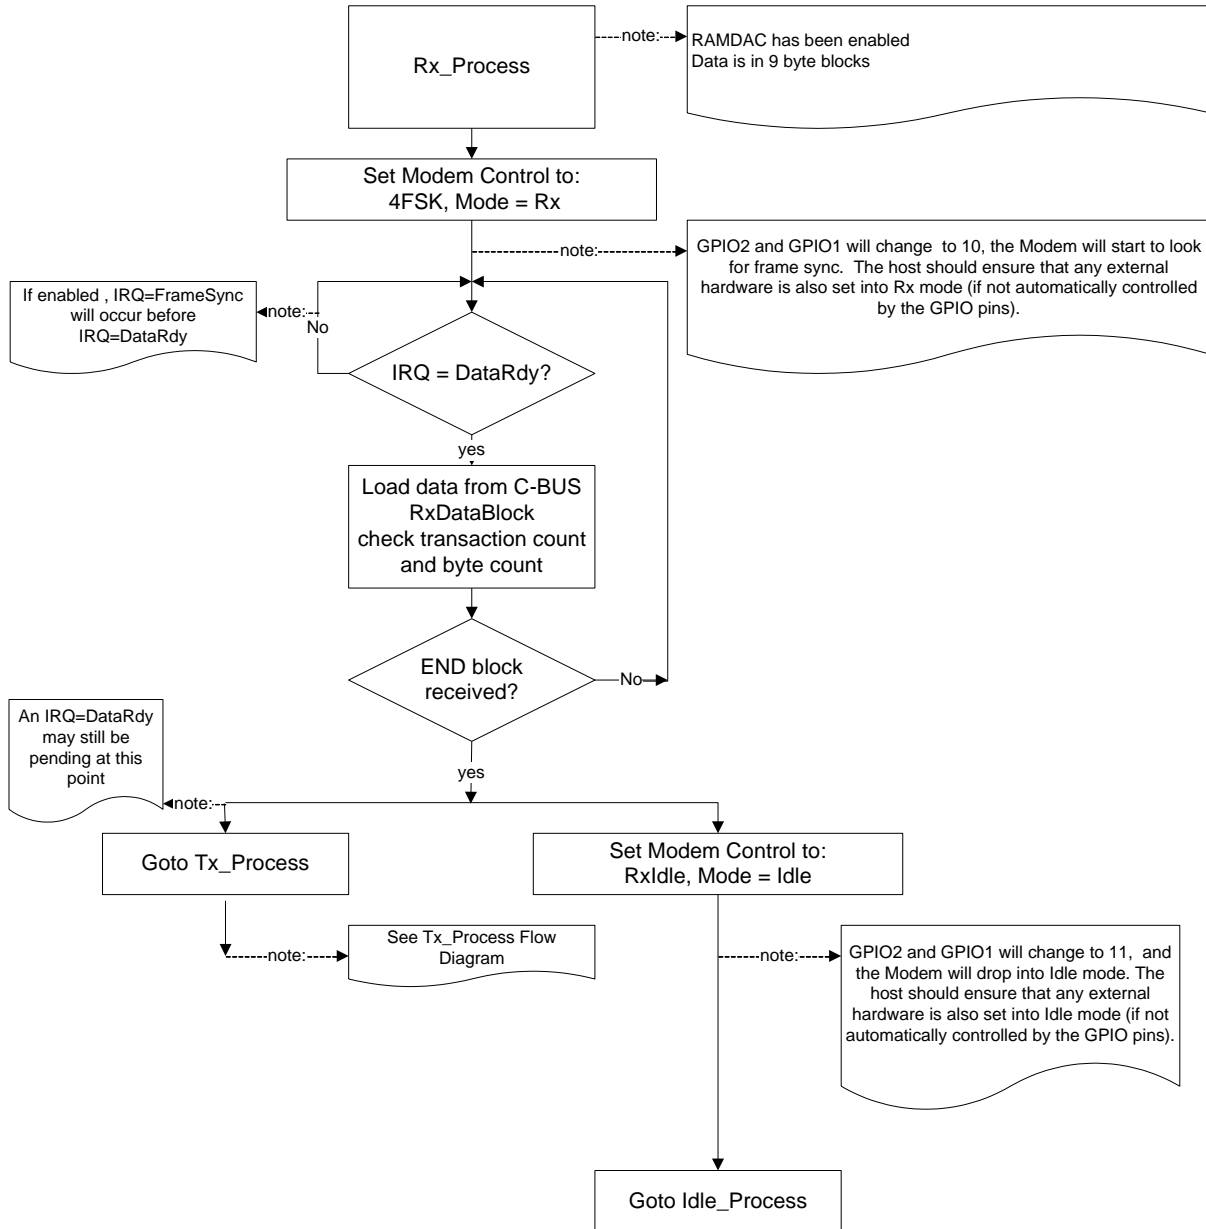 Rx_Process
note:
RAMDAC has been enabled
Data is in 9 byte blocks
Set Modem Control to:
4FSK, Mode = Rx
note:
GPIO2 and GPIO1 will change to 10, the Modem will start to look
for frame sync. The host should ensure that any external
hardware is also set into Rx mode (if not automatically controlled
by the GPIO pins).
If enabled , IRQ=FrameSync
will occur before
IRQ=DataRdy
note:
No
IRQ = DataRdy?
yes
Load data from C-BUS
RxDataBlock
check transaction count
and byte count
END block
received?
No
An IRQ=DataRdy
may still be
pending at this
point
yes
note:
Goto Tx_Process
Set Modem Control to:
RxIdle, Mode = Idle
note:
See Tx_Process Flow
Diagram
note:
GPIO2 and GPIO1 will change to 11, and
the Modem will drop into Idle mode. The
host should ensure that any external
hardware is also set into Idle mode (if not
automatically controlled by the GPIO pins).
Goto Idle_Process